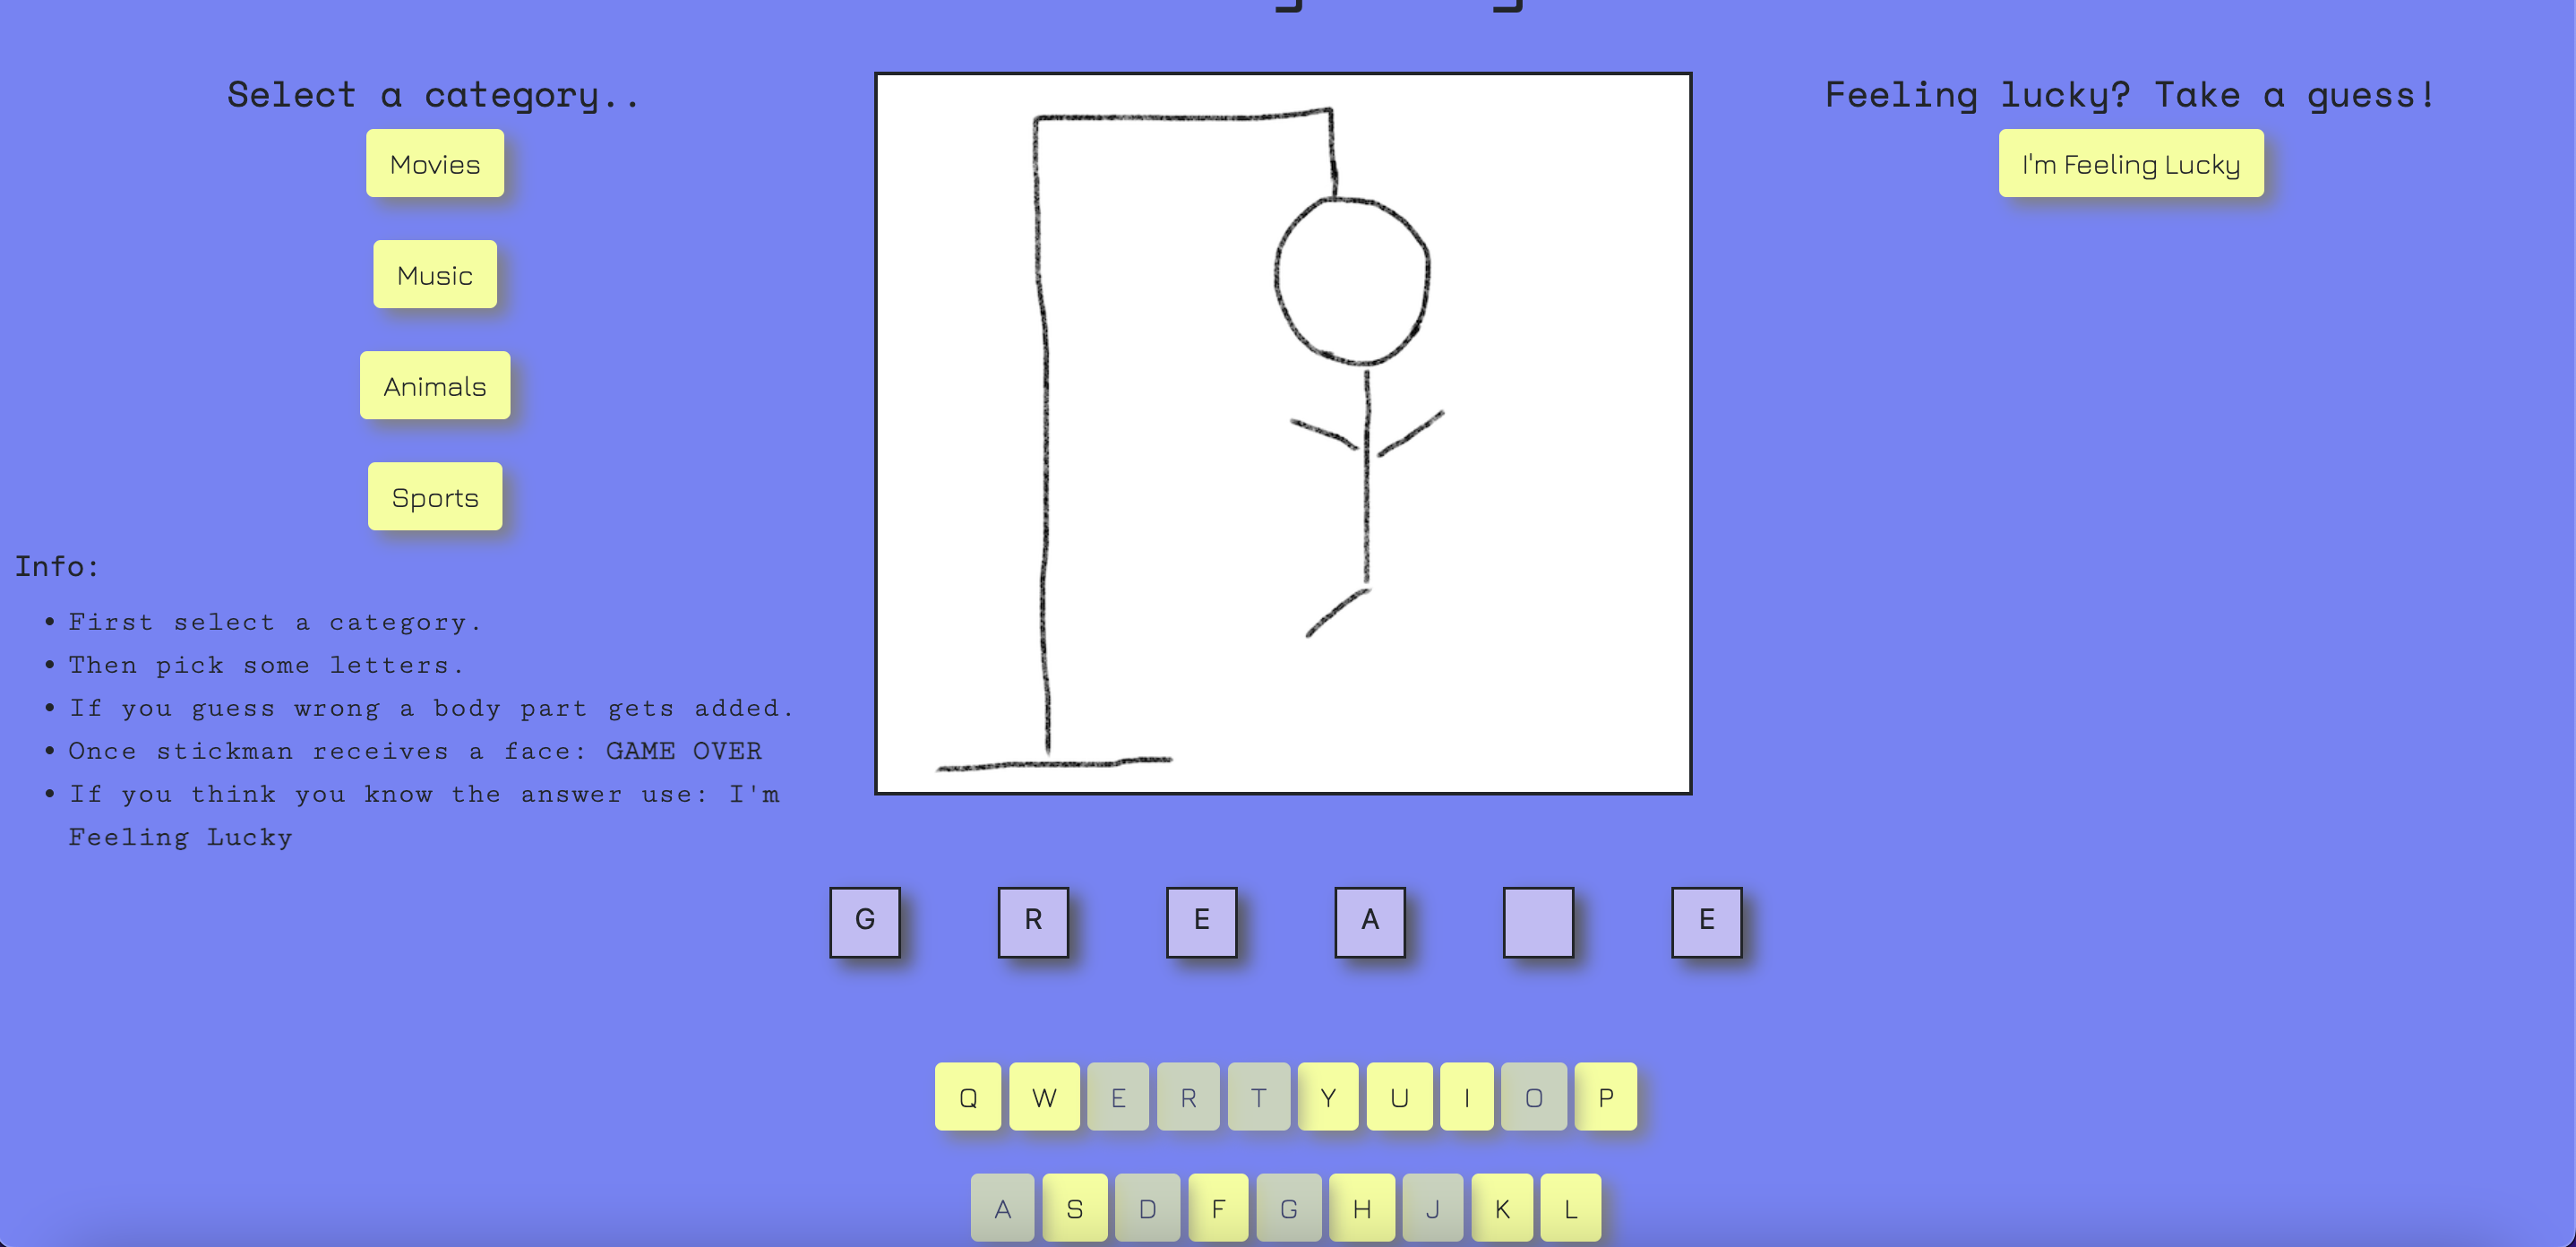 Select a category..
Movies
Music
Animals
Sports
Info:
• First select a category.
• Then pick some letters.
• If you guess wrong a body part gets added.
• Once stickman receives a face: GAME OVER
• If you think you know the answer use: I'm
Feeling Lucky
Feeling lucky? Take a guess!
I'm Feeling Lucky
G R E A E
Q W E R T Y U I O P
A S D F G H J K L